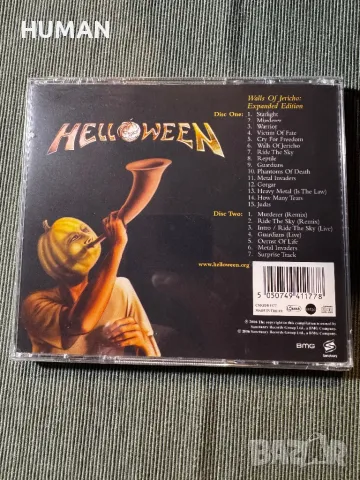 HUMAN
HELLOWEEN
Walls Of Jericho:
Expanded Edition
Disc One: 1. Starlight
2. Murderer
3. Warrior
4. Victim Of Fate
5. Cry For Freedom
6. Walls Of Jericho
7. Ride The Sky
8. Reptile
9. Guardians
10. Phantoms Of Death
11. Metal Invaders
12. Gorgar
13. Heavy Metal (Is The Law)
14. How Many Tears
15. Judas
Disc Two: 1. Murderer (Remix)
2. Ride The Sky (Remix)
3. Intro / Ride The Sky (Live)
4. Guardians (Live)
5. Oernst Of Life
6. Metal Invaders
7. Surprise Track
www.helloween.org
5 050749 411778
BMG
BAZAR